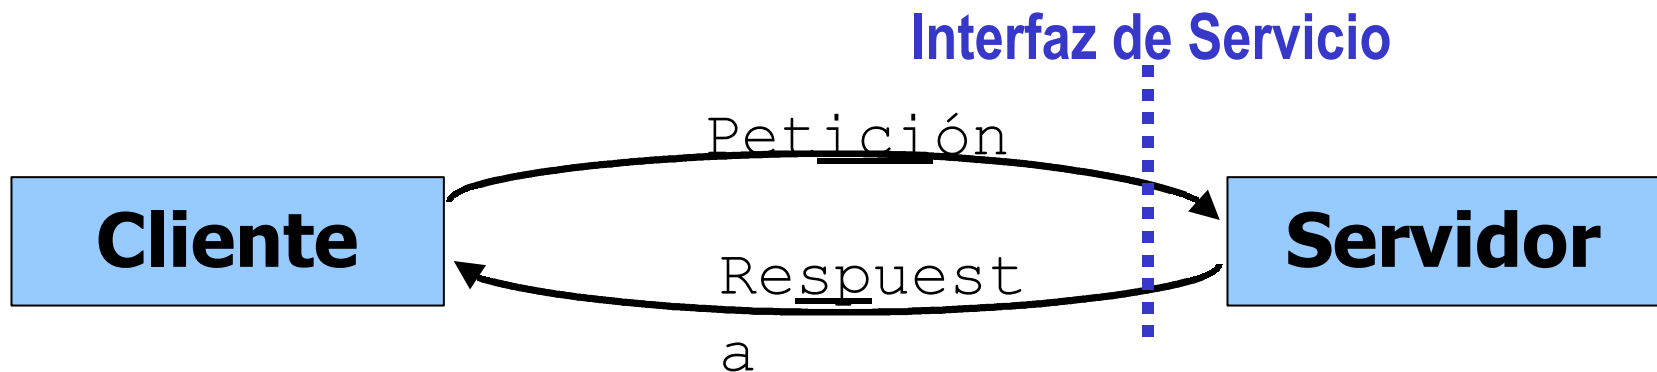 Interfaz de Servicio
Petición
Cliente
Servidor
Respuest
a